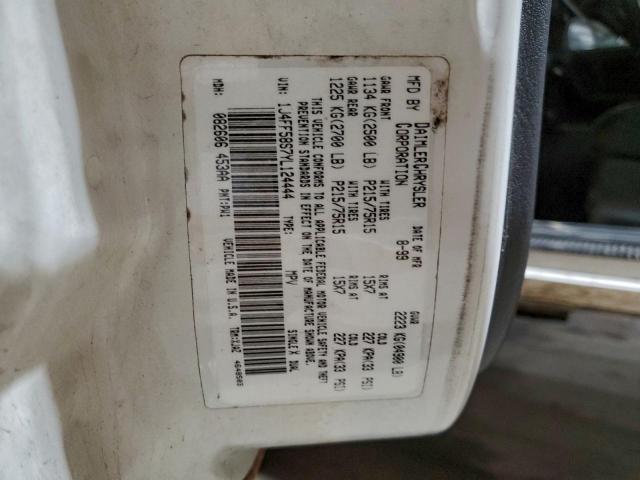 MFD BY DAIMLERCHRYSLER CORPORATION
DATE OF MFR 8-99
GVWR 2223 KG(04900 LB)
GAWR FRONT WITH TIRES RIMS AT COLD
1134 KG(2500 LB) P215/75R15 15X7 227 KPA(33 PSI)
GAWR REAR WITH TIRES RIMS AT COLD
1225 KG(2700 LB) P215/75R15 15X7 227 KPA(33 PSI)
THIS VEHICLE CONFORMS TO ALL APPLICABLE FEDERAL MOTOR VEHICLE SAFETY AND THEFT
PREVENTION STANDARDS IN EFFECT ON THE DATE OF MANUFACTURE SHOWN ABOVE.
VIN: 1J4FF58S7YL124444 TYPE: MPV SINGLE X DUAL
MDH: 082606 453AA PNT: VEHICLE MADE IN U.S.A.